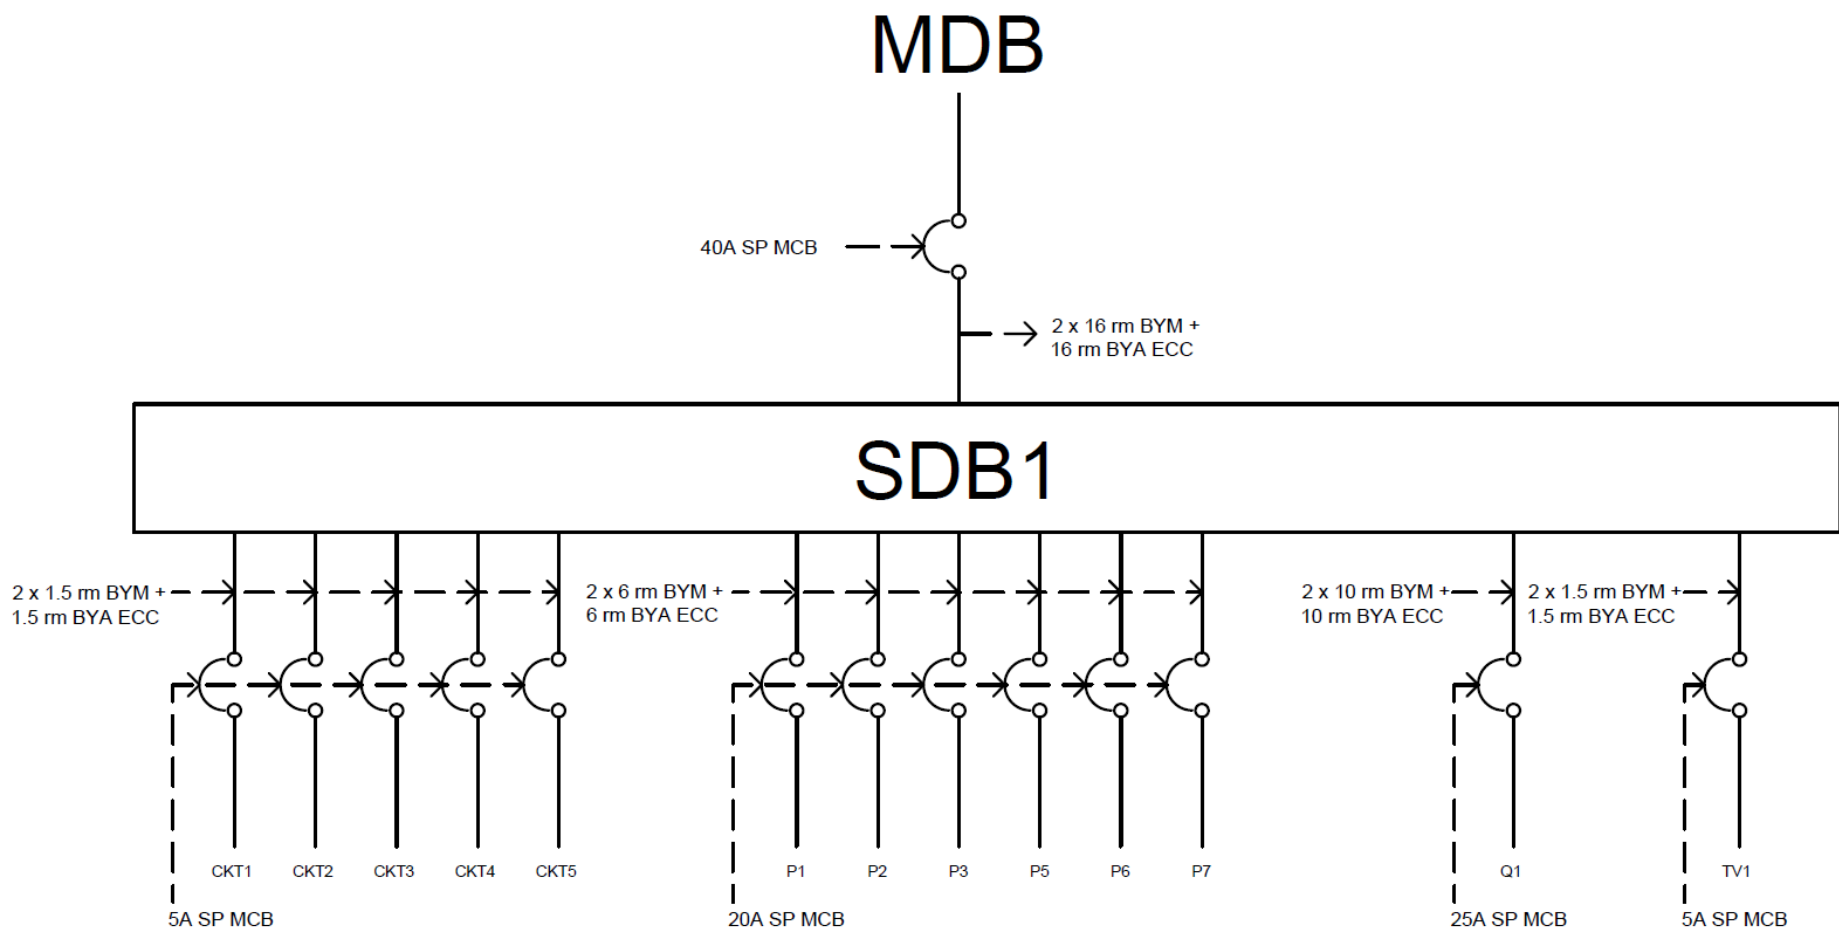 MDB
40A SP MCB
2 x 16 rm BYM +
16 rm BYA ECC
SDB1
2 x 1.5 rm BYM +
1.5 rm BYA ECC
2 x 6 rm BYM +
6 rm BYA ECC
2 x 10 rm BYM +
10 rm BYA ECC
2 x 1.5 rm BYM +
1.5 rm BYA ECC
CKT1
CKT2
CKT3
CKT4
CKT5
P1
P2
P3
P5
P6
P7
Q1
TV1
5A SP MCB
20A SP MCB
25A SP MCB
5A SP MCB